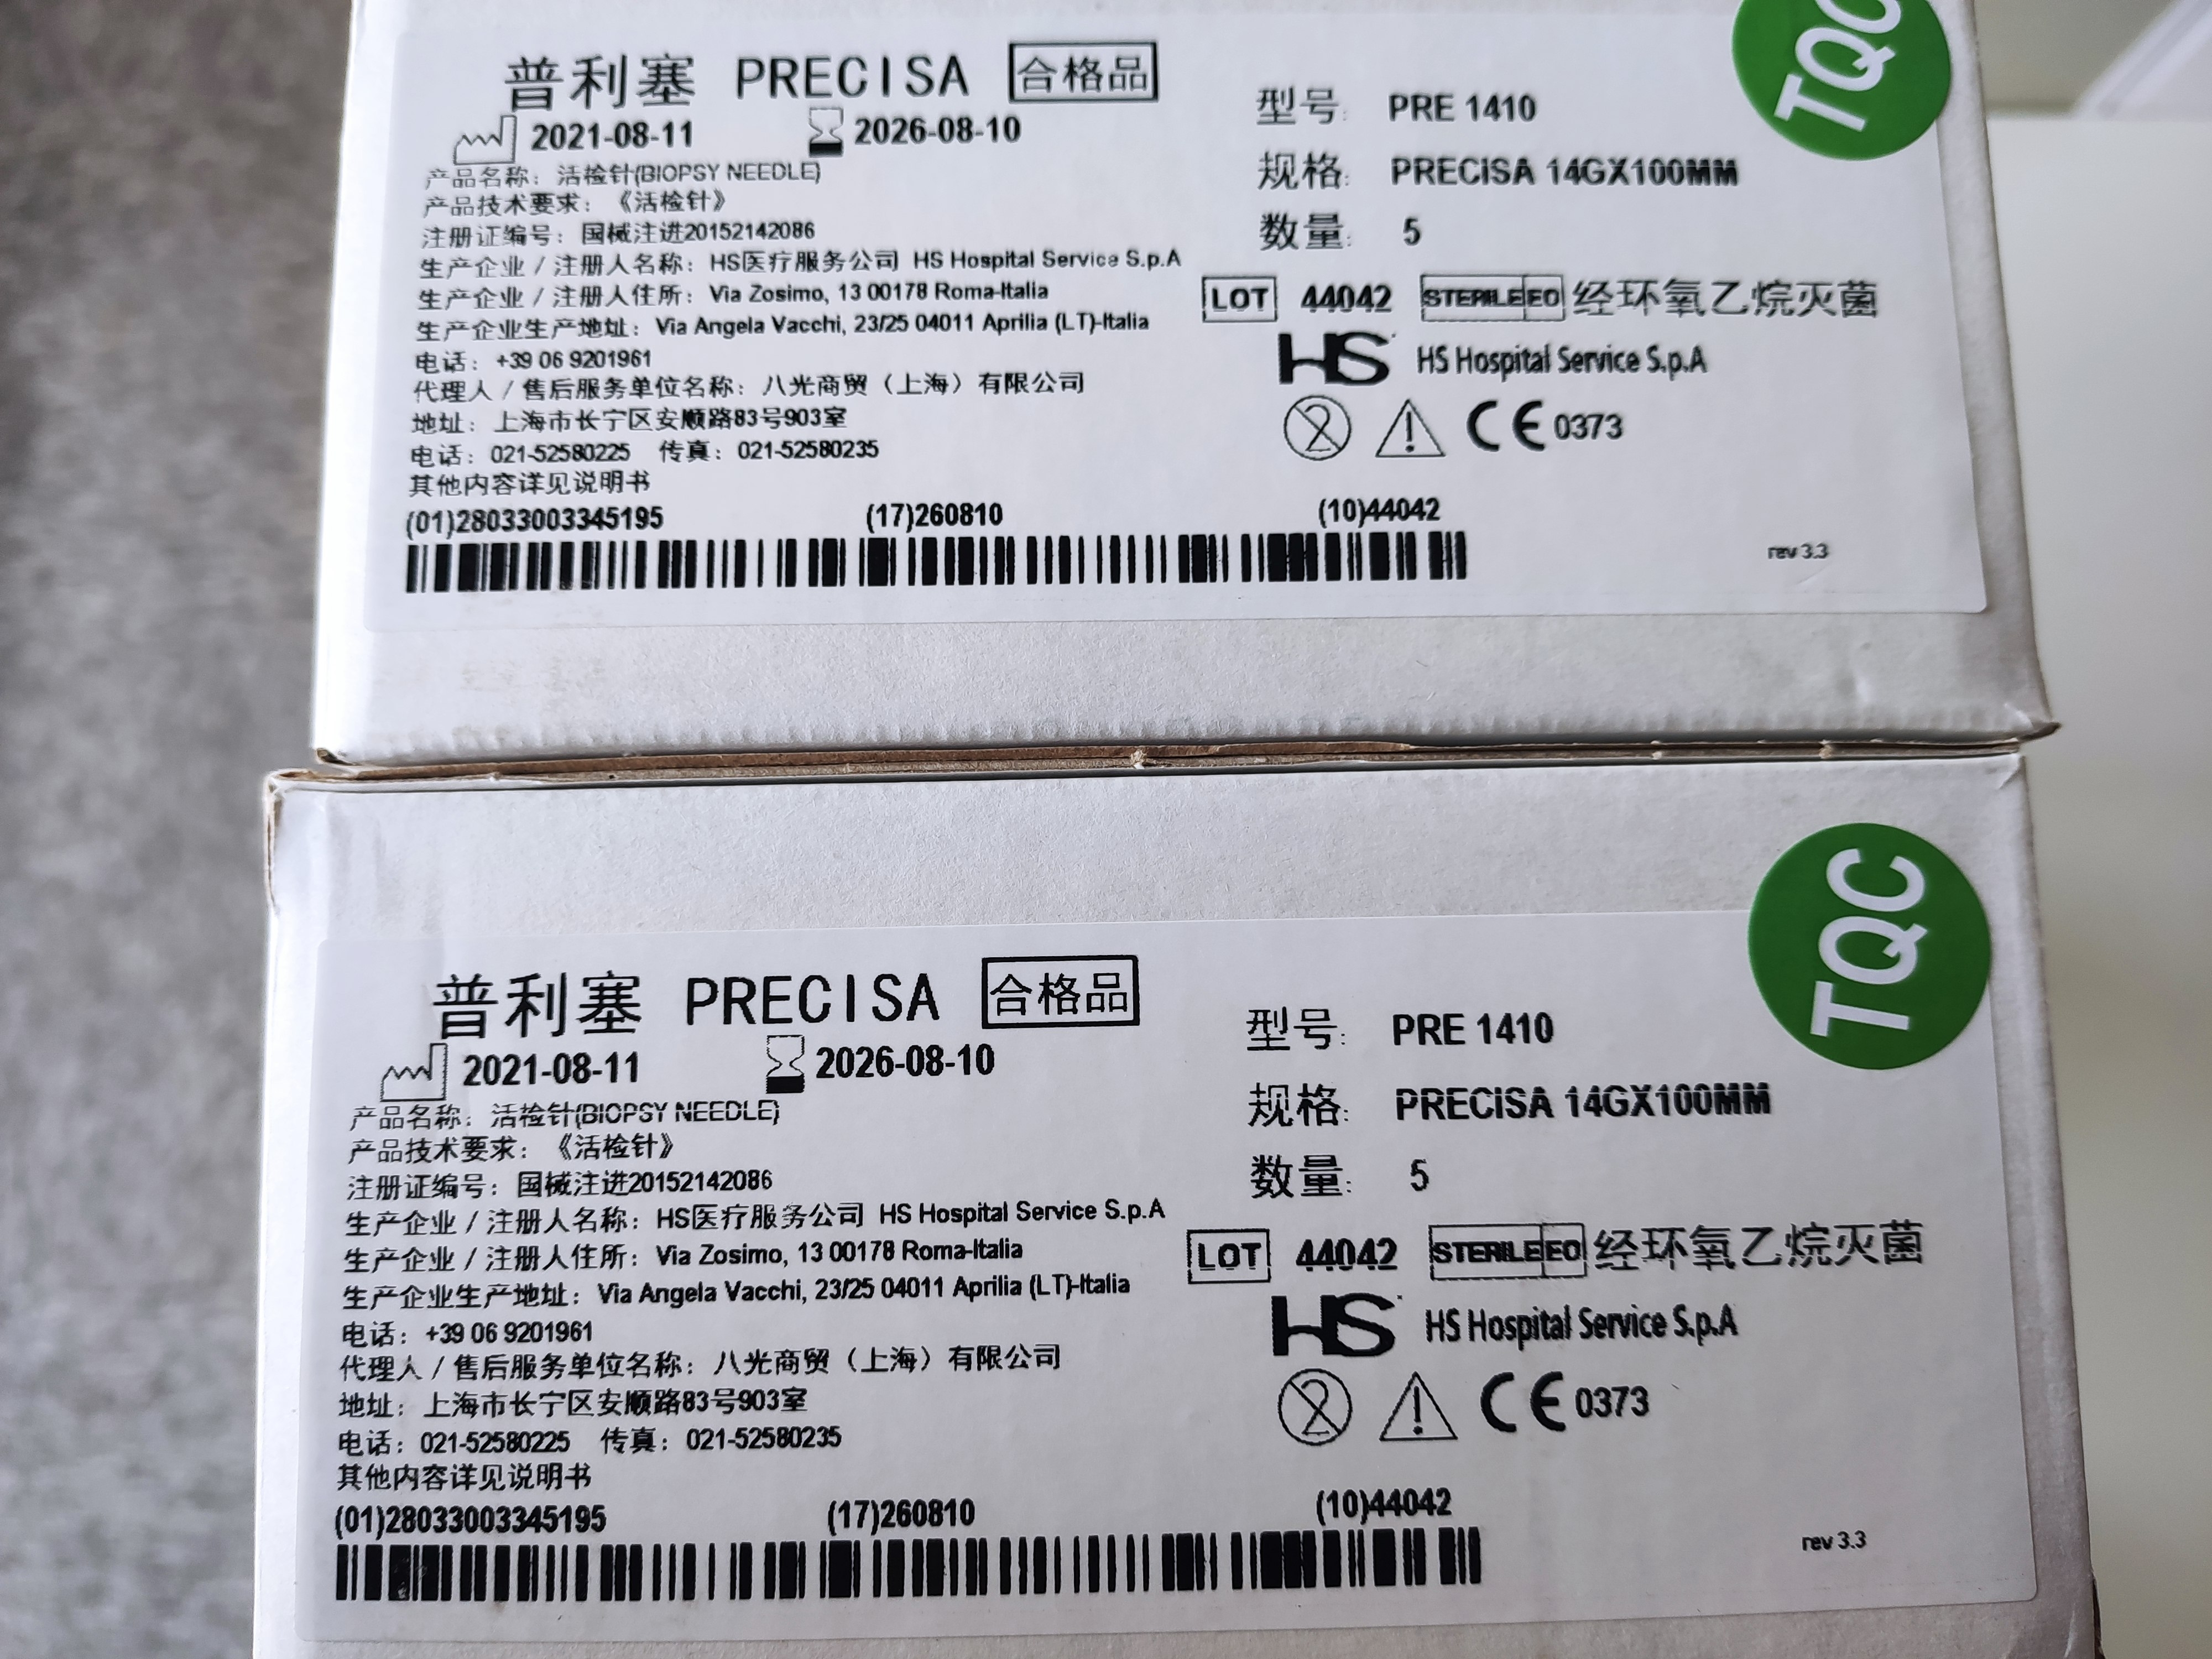 普利塞 PRECISA 合格品
2021-08-11 2026-08-10
产品名称：活检针(BIOPSY NEEDLE)
产品技术要求：《活检针》
注册证编号：国械注进20152142086
生产企业 / 注册人名称：HS医疗服务公司 HS Hospital Service S.p.A
生产企业 / 注册人住所：Via Zosimo, 13 00178 Roma-Italia
生产企业生产地址：Via Angela Vacchi, 23/25 04011 Aprilia (LT)-Italia
电话：+39 06 9201961
代理人 / 售后服务单位名称：八光商贸（上海）有限公司
地址：上海市长宁区安顺路83号903室
电话：021-52580225 传真：021-52580235
其他内容详见说明书
(01)28033003345195 (17)260810 (10)44042
型号: PRE 1410
规格: PRECISA 14GX100MM
数量: 5
LOT 44042 STERILE EO 经环氧乙烷灭菌
HS HS Hospital Service S.p.A
2 CE 0373
rev 3.3
TQC
普利塞 PRECISA 合格品
2021-08-11 2026-08-10
产品名称：活检针(BIOPSY NEEDLE)
产品技术要求：《活检针》
注册证编号：国械注进20152142086
生产企业 / 注册人名称：HS医疗服务公司 HS Hospital Service S.p.A
生产企业 / 注册人住所：Via Zosimo, 13 00178 Roma-Italia
生产企业生产地址：Via Angela Vacchi, 23/25 04011 Aprilia (LT)-Italia
电话：+39 06 9201961
代理人 / 售后服务单位名称：八光商贸（上海）有限公司
地址：上海市长宁区安顺路83号903室
电话：021-52580225 传真：021-52580235
其他内容详见说明书
(01)28033003345195 (17)260810 (10)44042
型号: PRE 1410
规格: PRECISA 14GX100MM
数量: 5
LOT 44042 STERILE EO 经环氧乙烷灭菌
HS HS Hospital Service S.p.A
2 CE 0373
rev 3.3
TQC